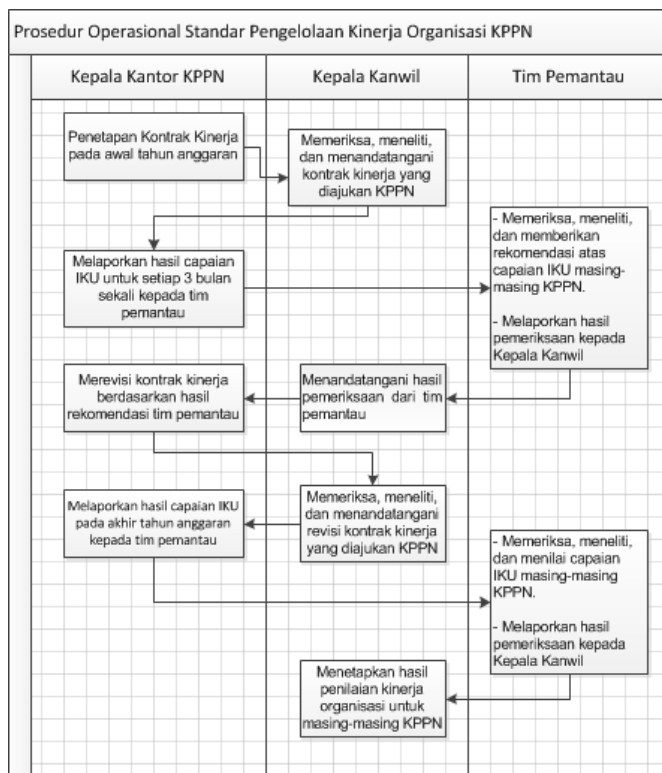 Prosedur Operasional Standar Pengelolaan Kinerja Organisasi KPPN
Kepala Kantor KPPN
Kepala Kanwil
Tim Pemantau
Penetapan Kontrak Kinerja
pada awal tahun anggaran
Memeriksa, meneliti,
dan menandatangani
kontrak kinerja yang
diajukan KPPN
Melaporkan hasil capaian
IKU untuk setiap 3 bulan
sekali kepada tim
pemantau
- Memeriksa, meneliti,
dan memberikan
rekomendasi atas
capaian IKU masing-
masing KPPN.
- Melaporkan hasil
pemeriksaan kepada
Kepala Kanwil
Menandatangani hasil
pemeriksaan dari tim
pemantau
Merevisi kontrak kinerja
berdasarkan hasil
rekomendasi tim pemantau
Memeriksa, meneliti,
dan menandatangani
revisi kontrak kinerja
yang diajukan KPPN
Melaporkan hasil capaian IKU
pada akhir tahun anggaran
kepada tim pemantau
- Memeriksa, meneliti,
dan menilai capaian
IKU masing-masing
KPPN.
- Melaporkan hasil
pemeriksaan kepada
Kepala Kanwil
Menetapkan hasil
penilaian kinerja
organisasi untuk
masing-masing KPPN